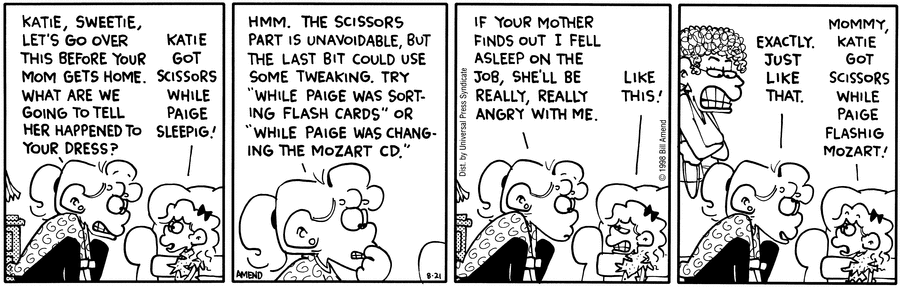 KATIE, SWEETIE,
LET'S GO OVER
THIS BEFORE YOUR
MOM GETS HOME.
WHAT ARE WE
GOING TO TELL
HER HAPPENED TO
YOUR DRESS?
KATIE
GOT
SCISSORS
WHILE
PAIGE
SLEEPIG!
HMM. THE SCISSORS
PART IS UNAVOIDABLE, BUT
THE LAST BIT COULD USE
SOME TWEAKING. TRY
"WHILE PAIGE WAS SORT-
ING FLASH CARDS" OR
"WHILE PAIGE WAS CHANG-
ING THE MOZART CD."
AMEND
8-21
Dist. by Universal Press Syndicate
IF YOUR MOTHER
FINDS OUT I FELL
ASLEEP ON THE
JOB, SHE'LL BE
REALLY, REALLY
ANGRY WITH ME.
LIKE
THIS!
© 1998 Bill Amend
EXACTLY.
JUST
LIKE
THAT.
MOMMY,
KATIE
GOT
SCISSORS
WHILE
PAIGE
FLASHIG
MOZART!